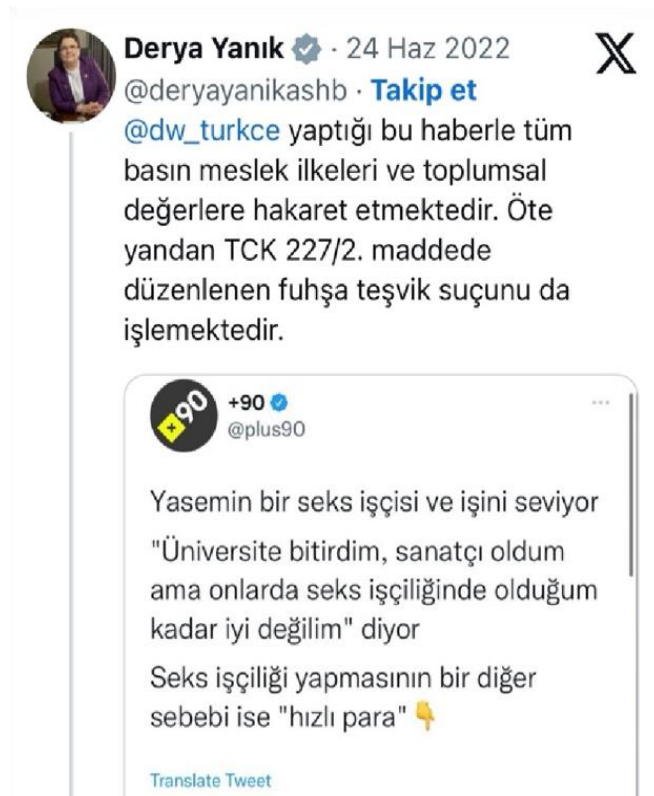 Derya Yanık · 24 Haz 2022
@deryayanikashb · Takip et
@dw_turkce yaptığı bu haberle tüm
basın meslek ilkeleri ve toplumsal
değerlere hakaret etmektedir. Öte
yandan TCK 227/2. maddede
düzenlenen fuhşa teşvik suçunu da
işlemektedir.
+90
+90
@plus90
Yasemin bir seks işçisi ve işini seviyor
"Üniversite bitirdim, sanatçı oldum
ama onlarda seks işçiliğinde olduğum
kadar iyi değilim" diyor
Seks işçiliği yapmasının bir diğer
sebebi ise "hızlı para" 👇
Translate Tweet